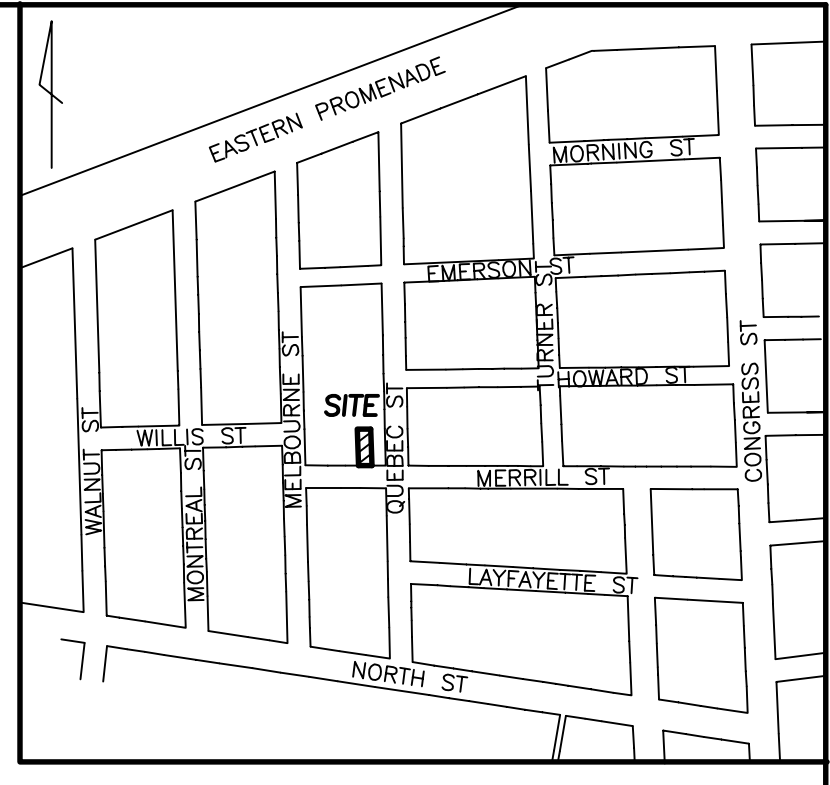 EASTERN PROMENADE
MORNING ST
EMERSON ST
TURNER ST
HOWARD ST
CONGRESS ST
MELBOURNE ST
SITE
QUEBEC ST
WALNUT ST
WILLIS ST
MONTREAL ST
MERRILL ST
LAYFAYETTE ST
NORTH ST